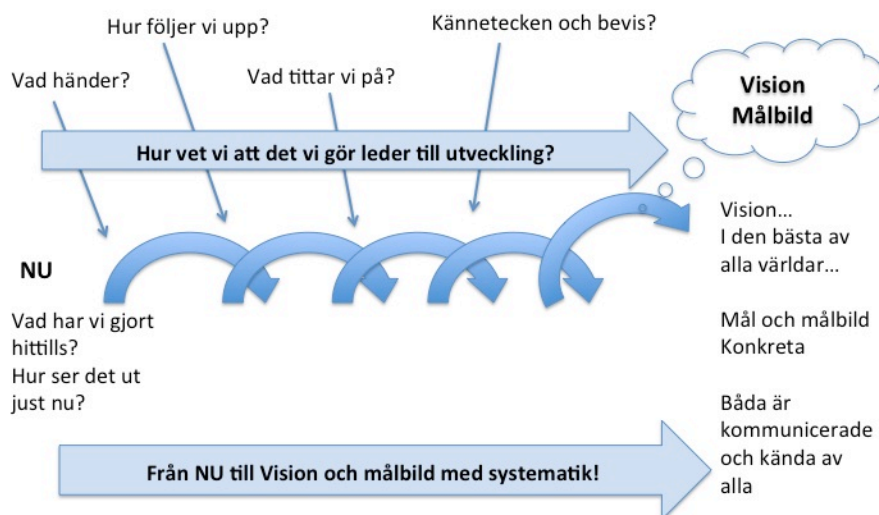 Hur följer vi upp?
Kännetecken och bevis?
Vad händer?
Vad tittar vi på?
Vision
Målbild
Hur vet vi att det vi gör leder till utveckling?
NU
Vad har vi gjort
hittills?
Hur ser det ut
just nu?
Vision...
I den bästa av
alla världar...
Mål och målbild
Konkreta
Båda är
kommunicerade
och kända av
alla
Från NU till Vision och målbild med systematik!